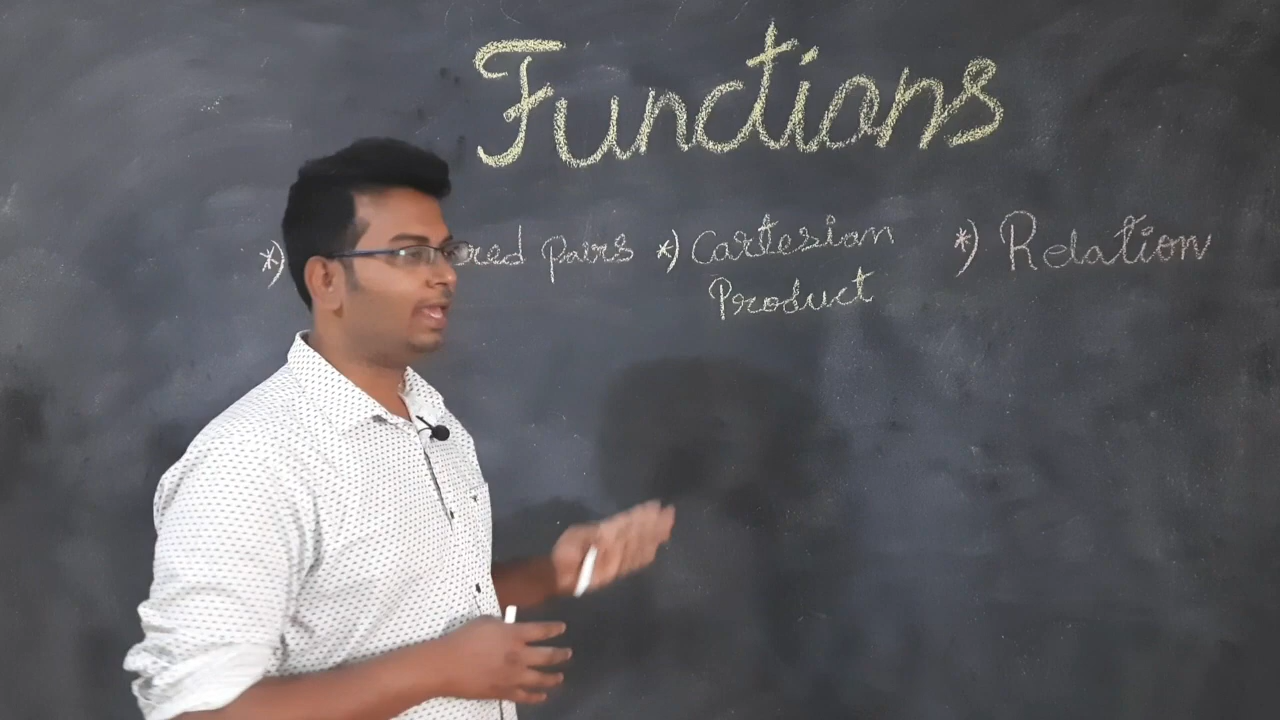 Functions
*) red Pairs *) Cartesian Product *) Relation